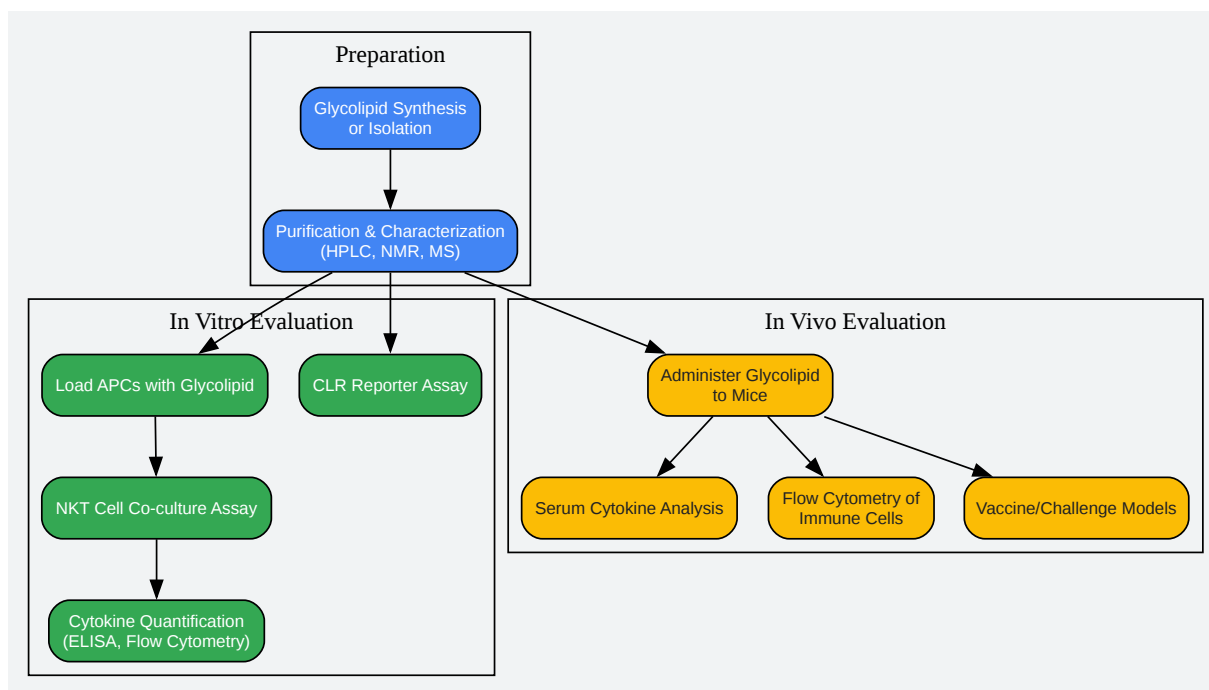 Preparation
Glycolipid Synthesis
or Isolation
Purification & Characterization
(HPLC, NMR, MS)
In Vitro Evaluation
Load APCs with Glycolipid
CLR Reporter Assay
NKT Cell Co-culture Assay
Cytokine Quantification
(ELISA, Flow Cytometry)
In Vivo Evaluation
Administer Glycolipid
to Mice
Serum Cytokine Analysis
Flow Cytometry of
Immune Cells
Vaccine/Challenge Models